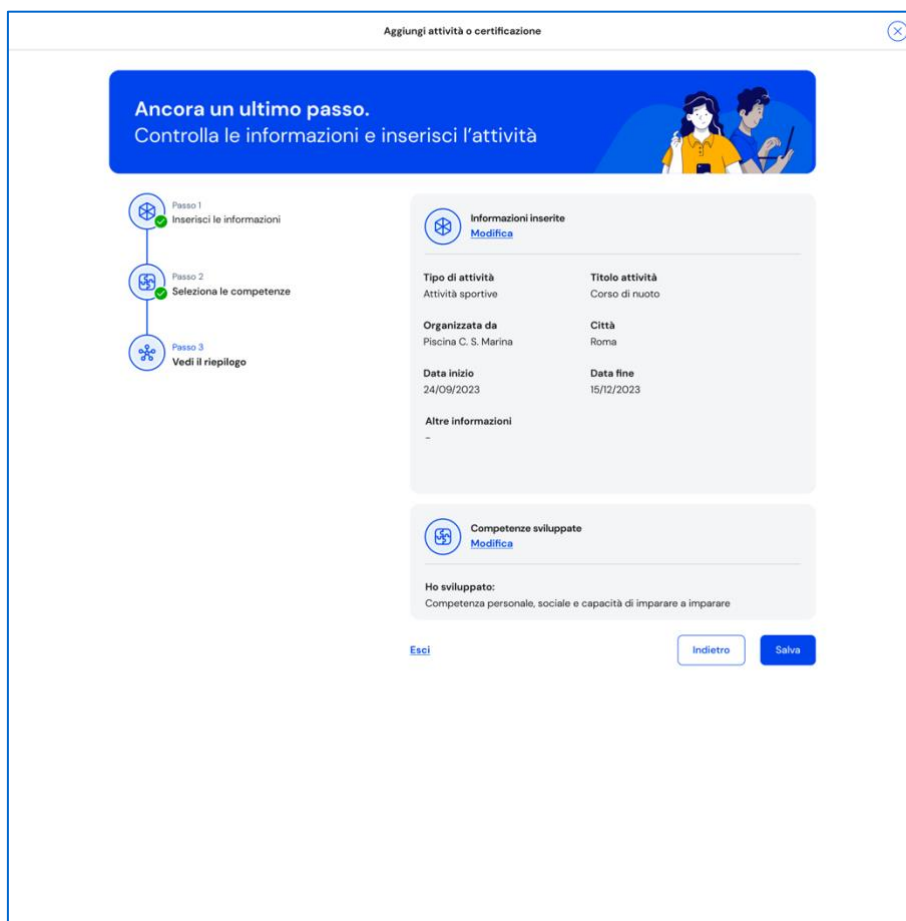 Aggiungi attività o certificazione
Ancora un ultimo passo.
Controlla le informazioni e inserisci l'attività
Passo 1
Inserisci le informazioni
Passo 2
Seleziona le competenze
Passo 3
Vedi il riepilogo
Informazioni inserite
Modifica
Tipo di attività
Attività sportive
Titolo attività
Corso di nuoto
Organizzata da
Piscina C. S. Marina
Città
Roma
Data inizio
24/09/2023
Data fine
15/12/2023
Altre informazioni
-
Competenze sviluppate
Modifica
Ho sviluppato:
Competenza personale, sociale e capacità di imparare a imparare
Esci
Indietro
Salva